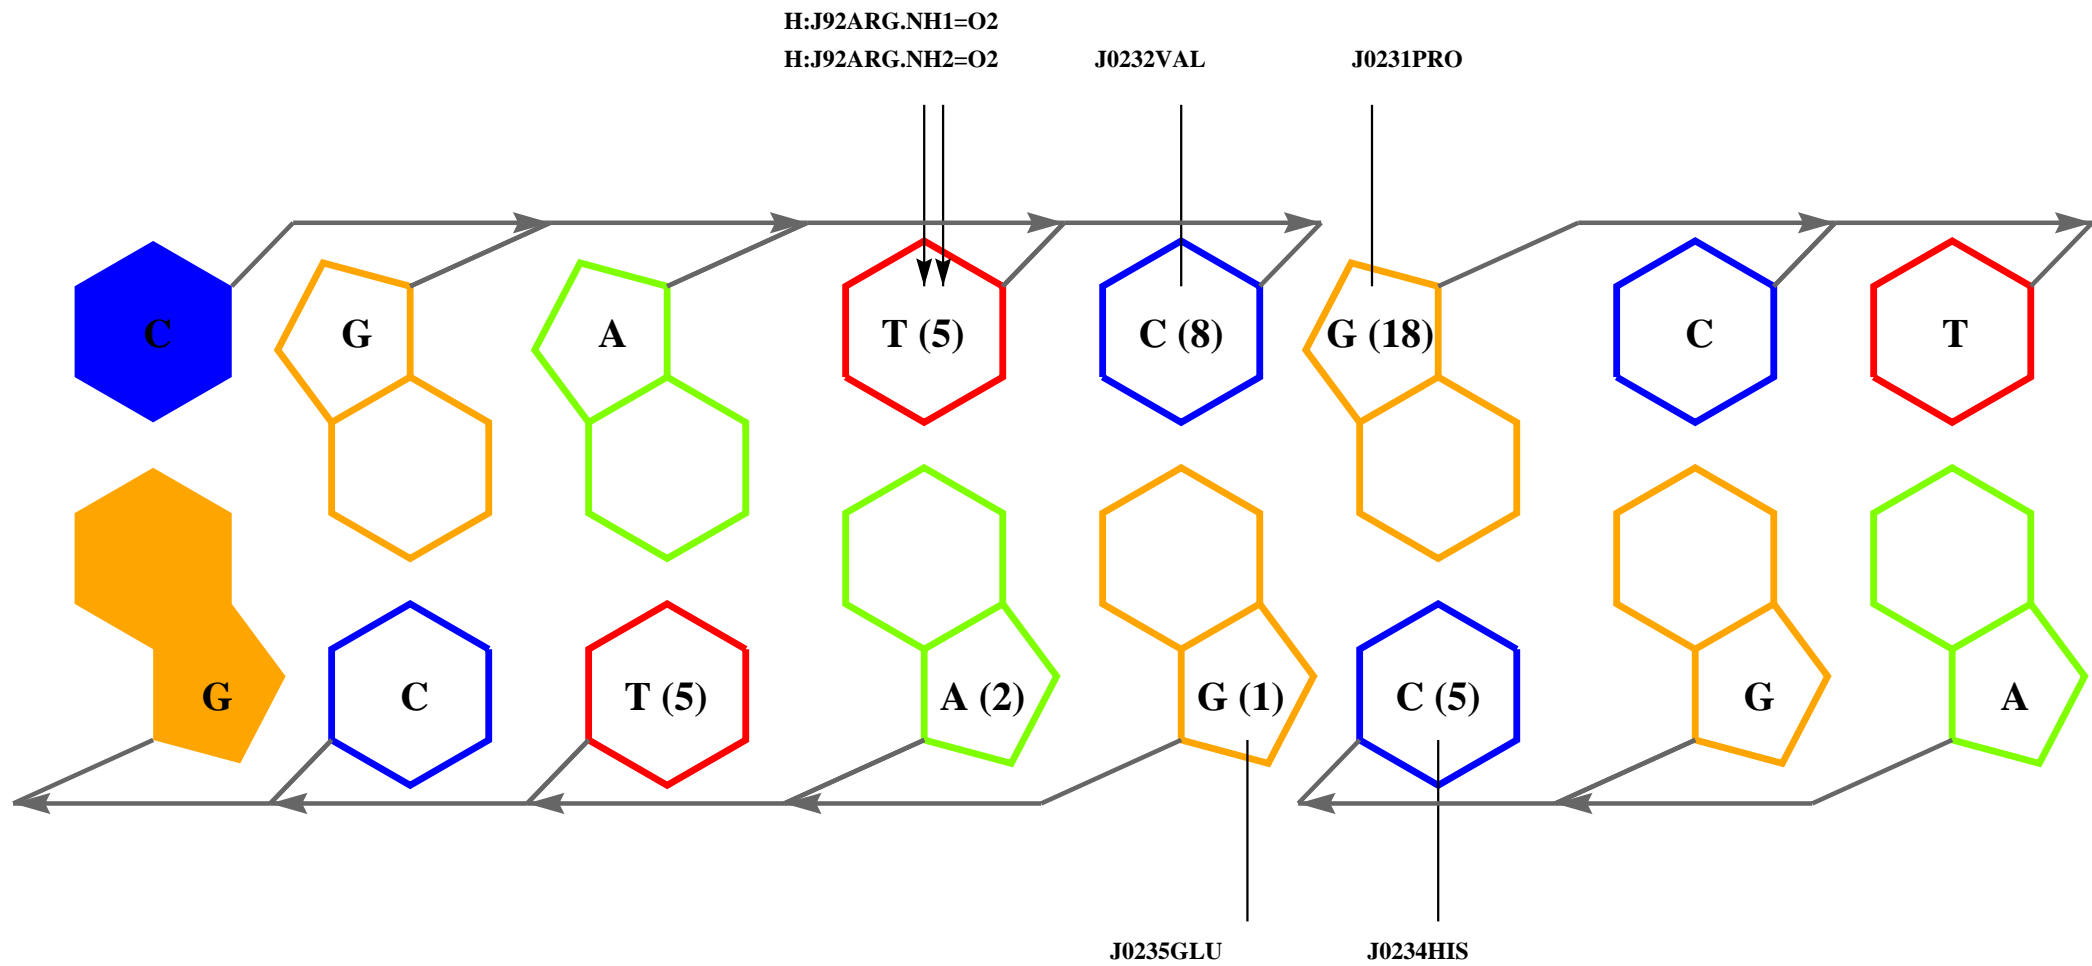 H:J92ARG.NH1=O2
H:J92ARG.NH2=O2 J0232VAL J0231PRO
C G A T (5) C (8) G (18) C T
G C T (5) A (2) G (1) C (5) G A
J0235GLU J0234HIS